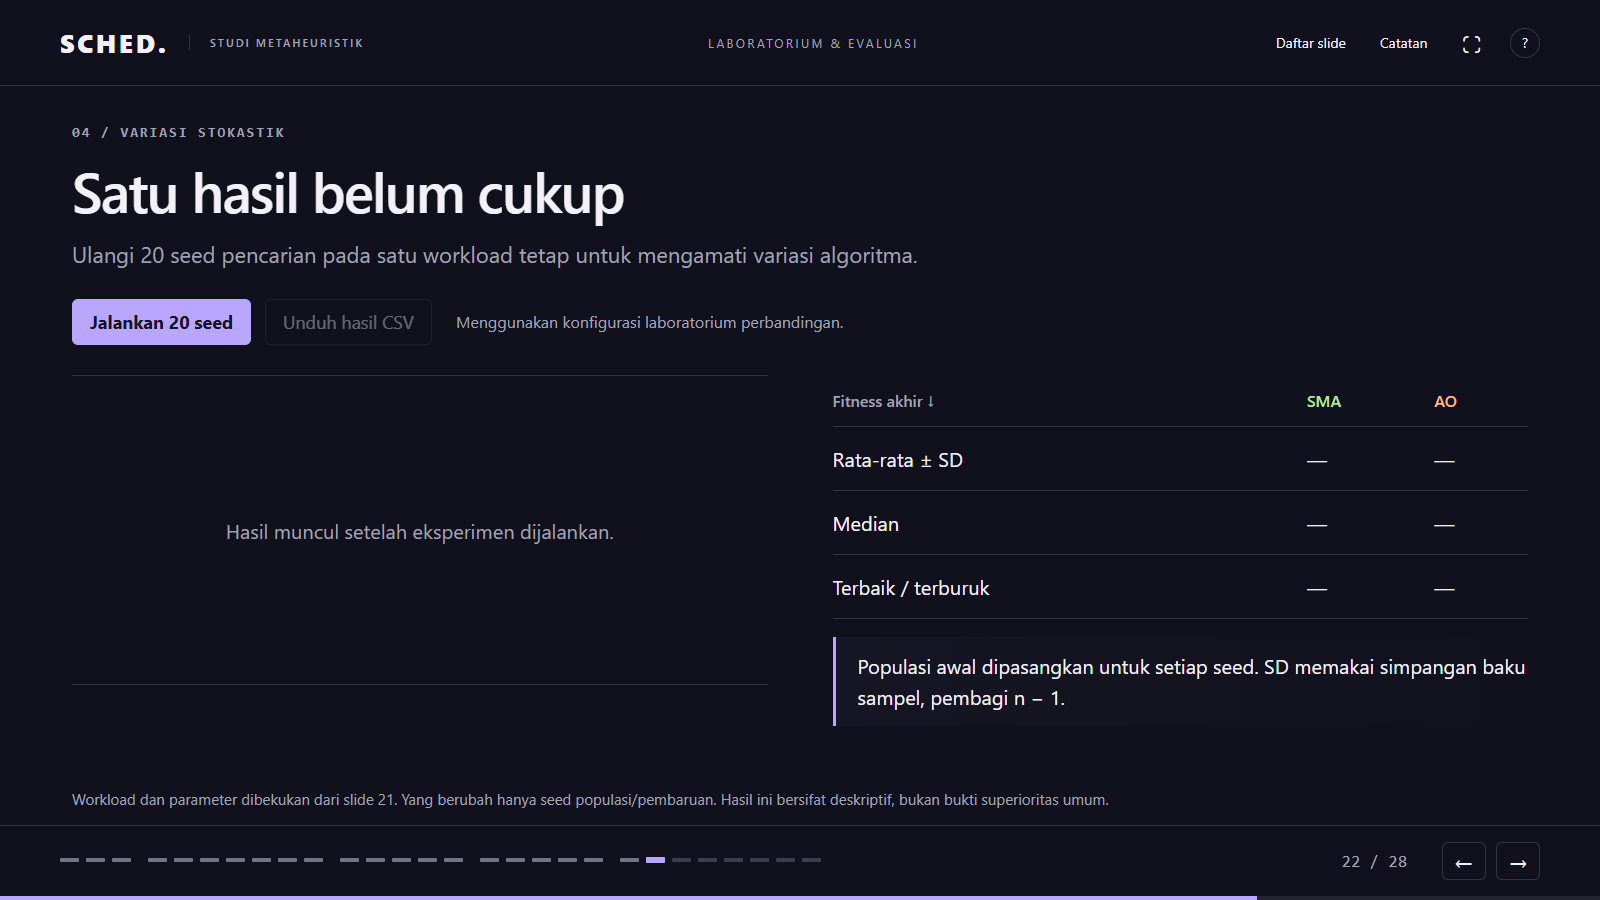 SCHED.
STUDI METAHEURISTIK
LABORATORIUM & EVALUASI
Daftar slide
Catatan
?
04 / VARIASI STOKASTIK
Satu hasil belum cukup
Ulangi 20 seed pencarian pada satu workload tetap untuk mengamati variasi algoritma.
Jalankan 20 seed
Unduh hasil CSV
Menggunakan konfigurasi laboratorium perbandingan.
Hasil muncul setelah eksperimen dijalankan.
Fitness akhir ↓ SMA AO
Rata-rata ± SD — —
Median — —
Terbaik / terburuk — —
Populasi awal dipasangkan untuk setiap seed. SD memakai simpangan baku
sampel, pembagi n − 1.
Workload dan parameter dibekukan dari slide 21. Yang berubah hanya seed populasi/pembaruan. Hasil ini bersifat deskriptif, bukan bukti superioritas umum.
22 / 28
← →